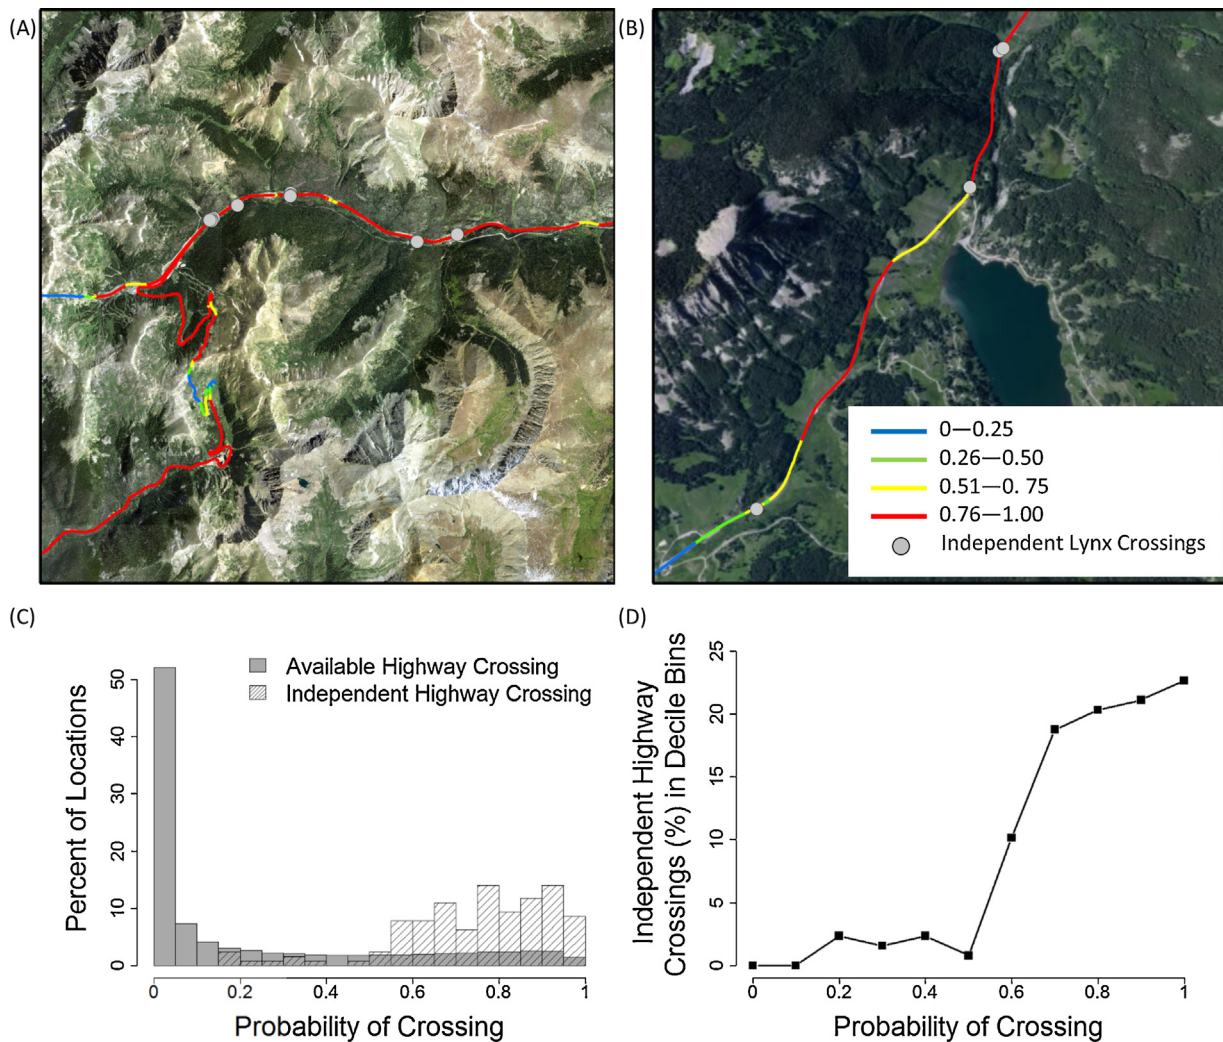 (A)
(B)
0—0.25
0.26—0.50
0.51—0. 75
0.76—1.00
Independent Lynx Crossings
(C)
Available Highway Crossing
Independent Highway Crossing
Percent of Locations
50
40
30
20
10
0
0
0.2
0.4
0.6
0.8
1
Probability of Crossing
(D)
Independent Highway
Crossings (%) in Decile Bins
25
20
15
10
5
0
0
0.2
0.4
0.6
0.8
1
Probability of Crossing